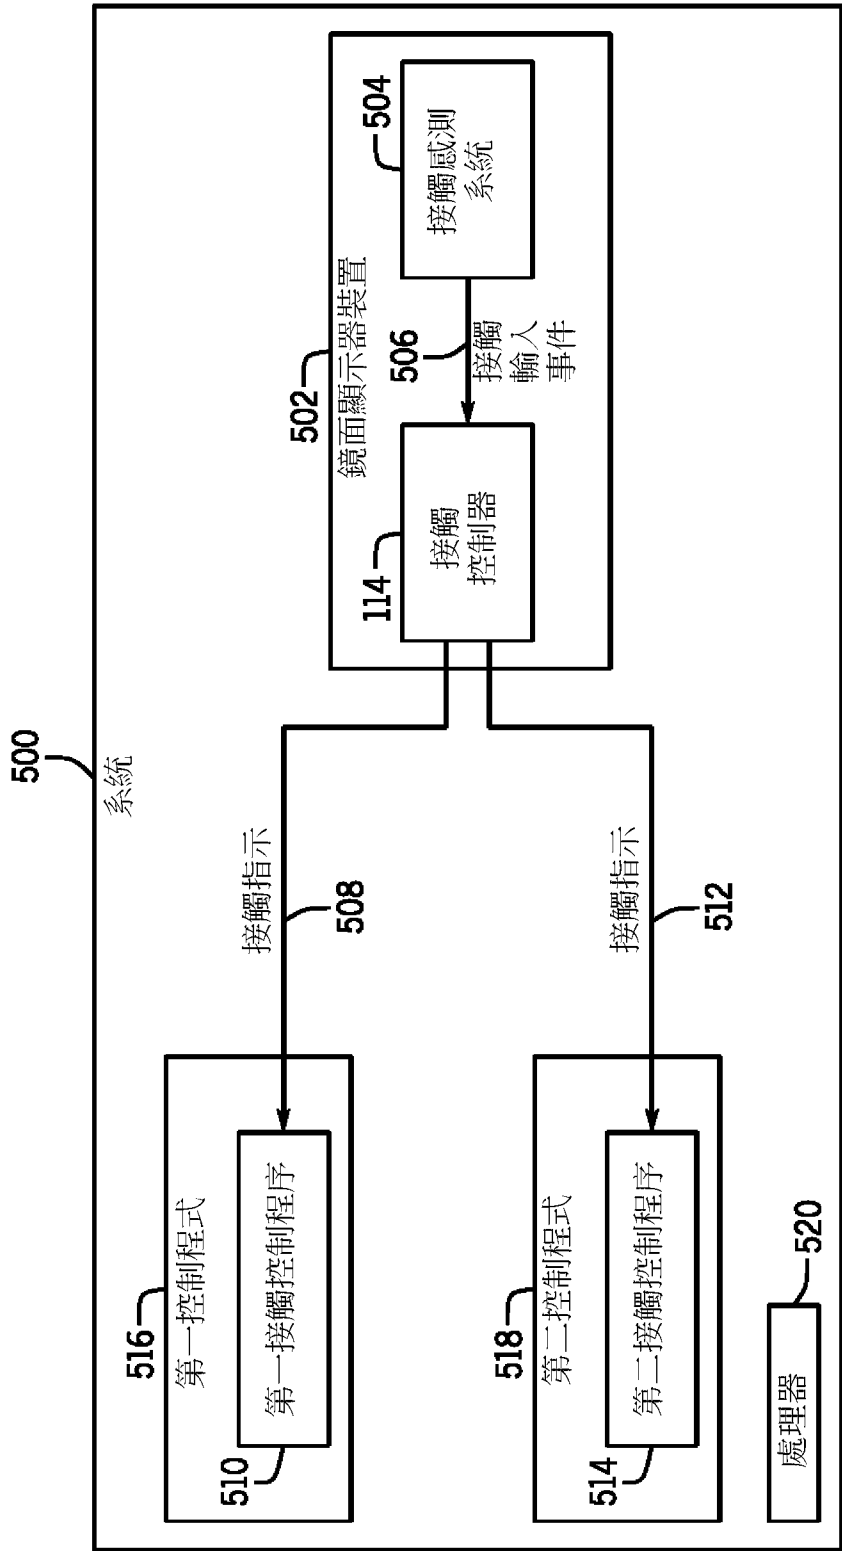 500
系統
516
第一控制程式
510
第一接觸控制程序
接觸指示
508
502
鏡面顯示器裝置
114
接觸
控制器
506
接觸
輸入
事件
504
接觸感測
系統
518
第二控制程式
514
第二接觸控制程序
接觸指示
512
處理器
520